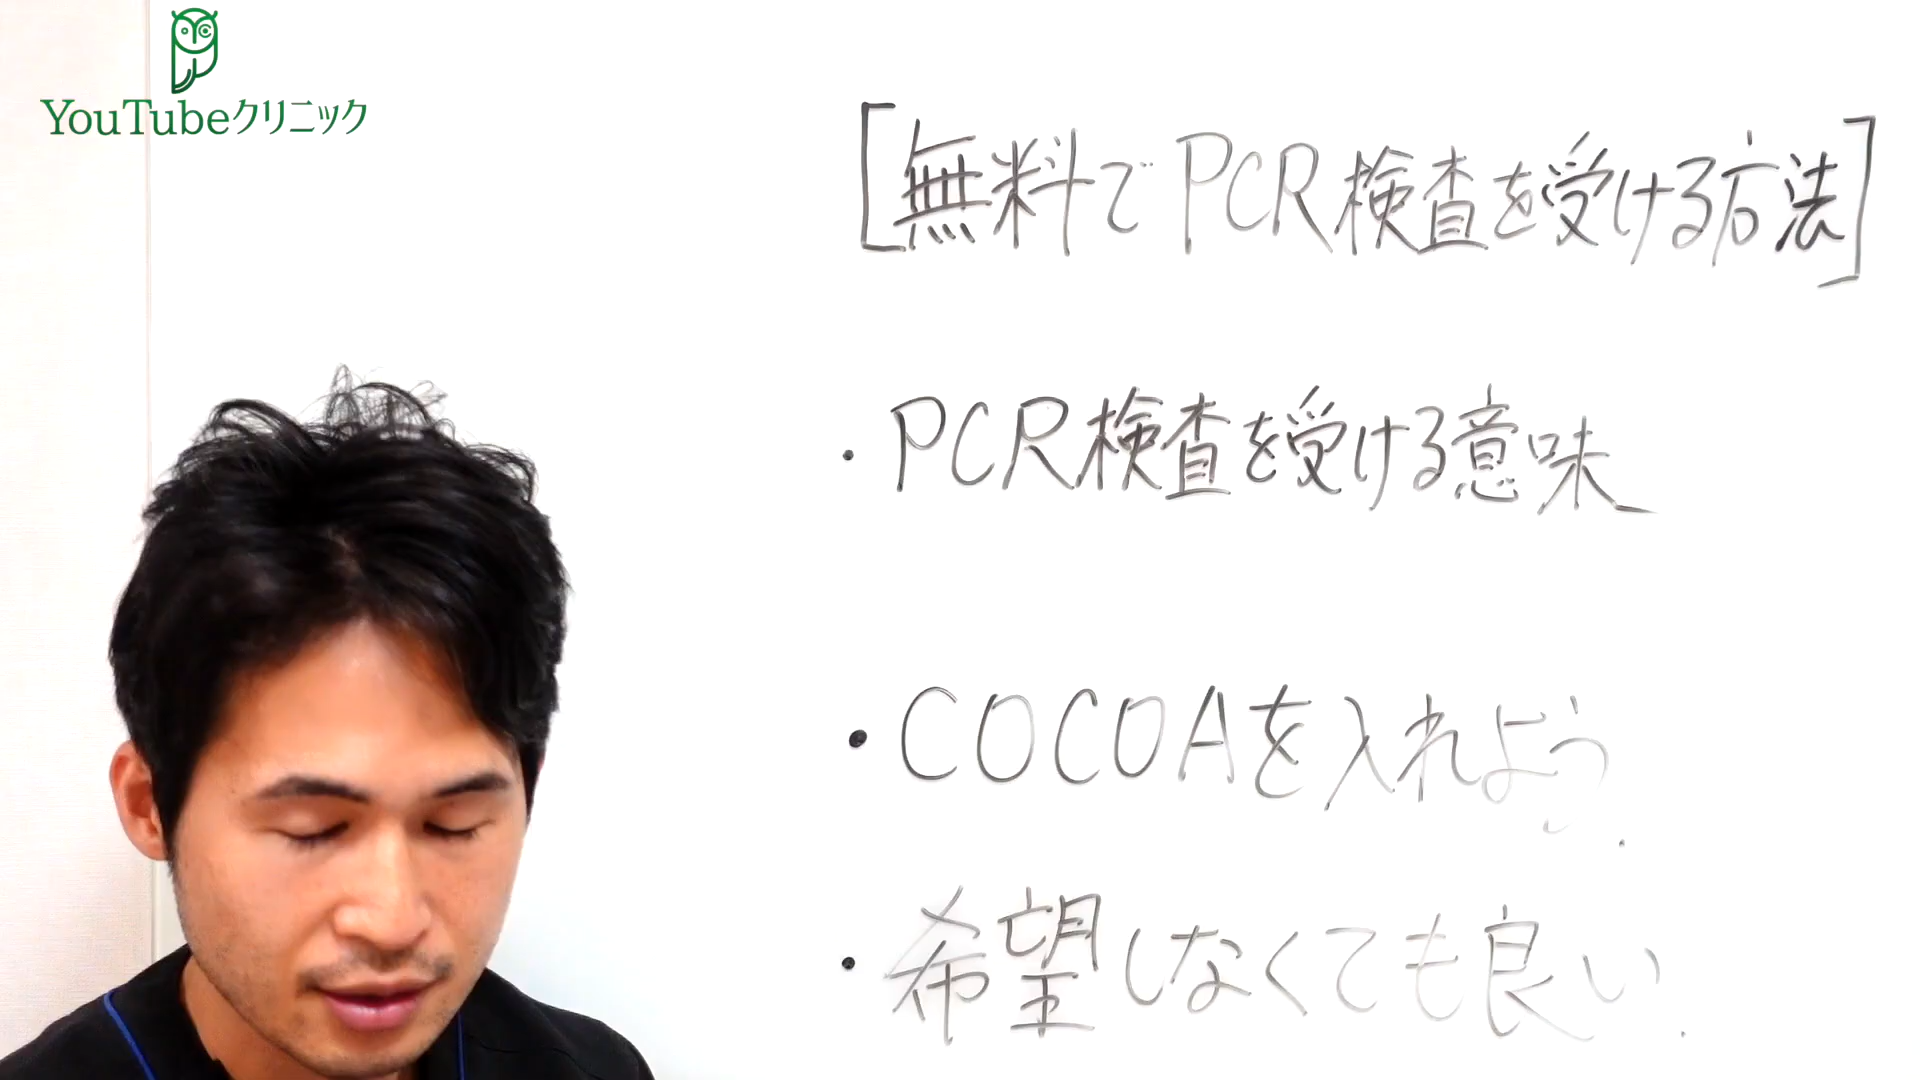 YouTubeクリニック
[無料でPCR検査を受ける方法]
・PCR検査を受ける意味
・COCOAを入れよう.
・希望しなくても良い.